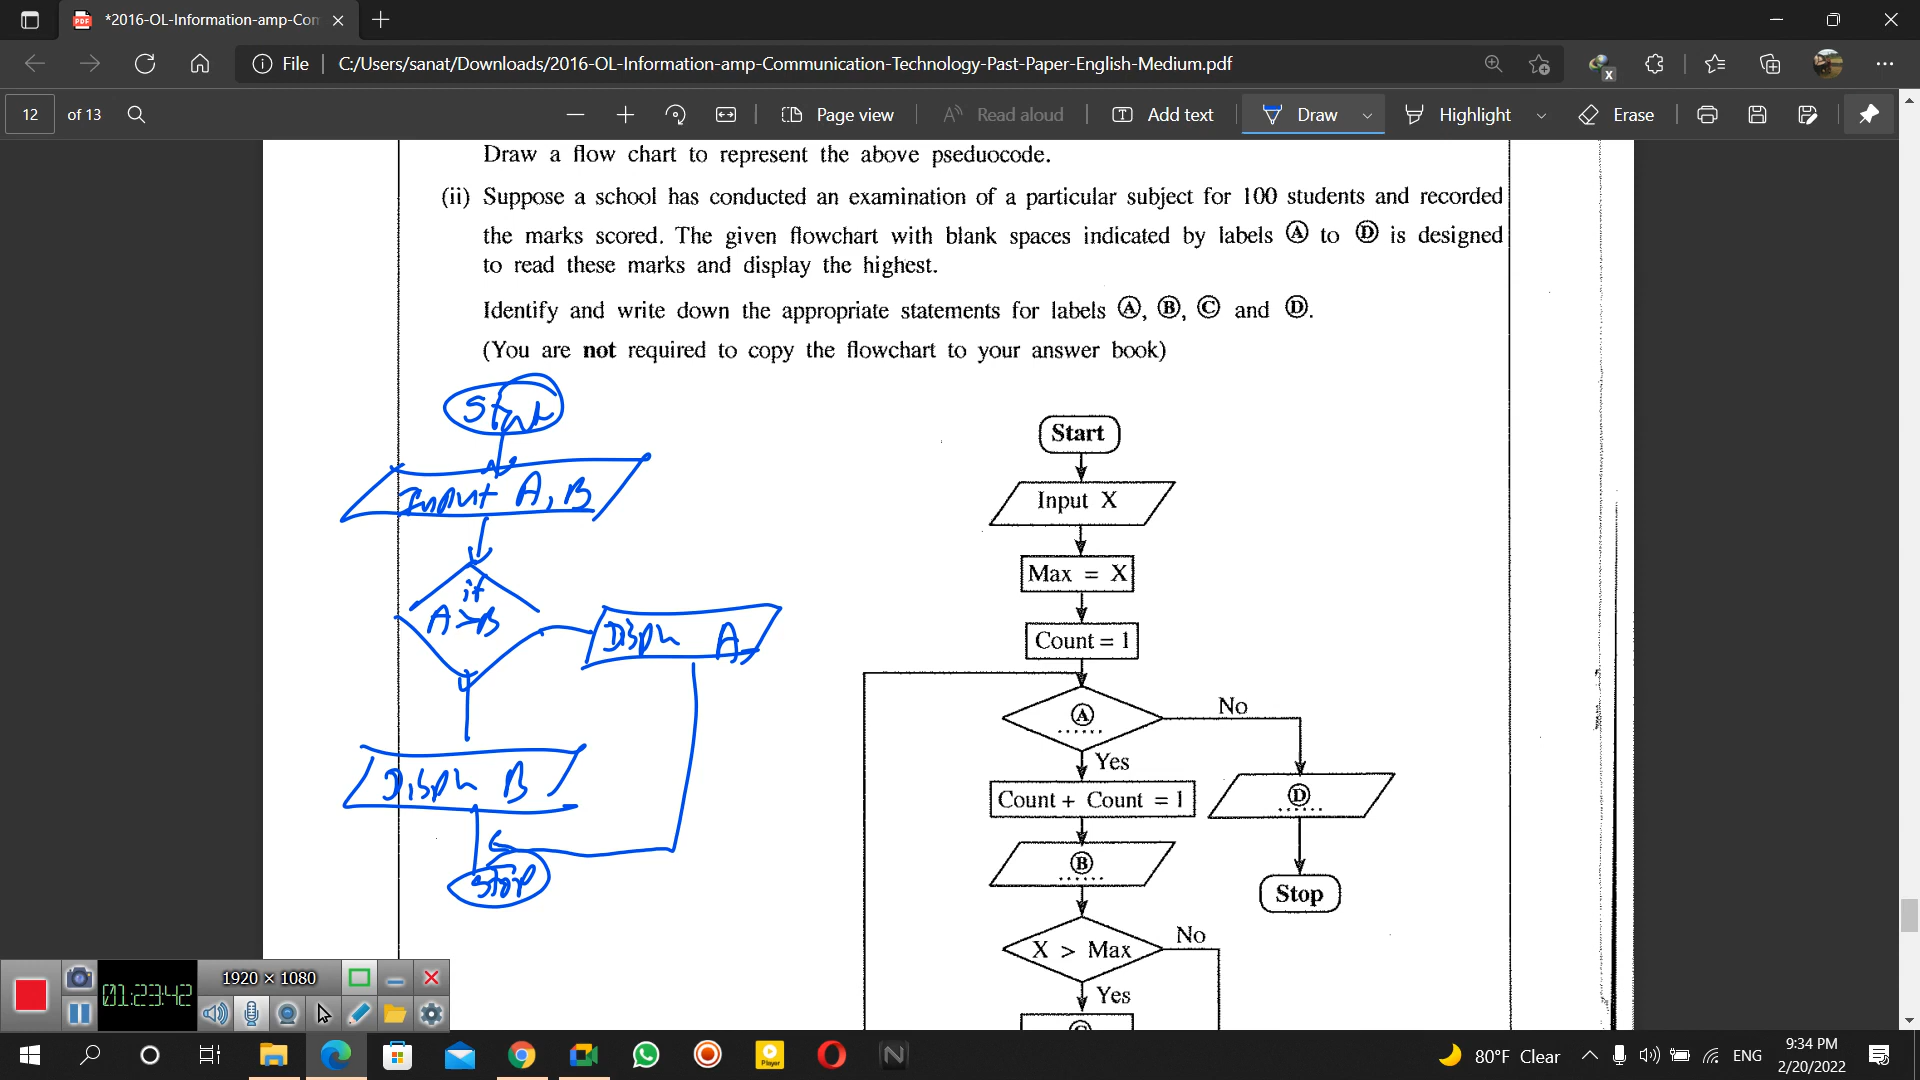 *2016-OL-Information-amp-Con
File
C:/Users/sanat/Downloads/2016-OL-Information-amp-Communication-Technology-Past-Paper-English-Medium.pdf
12 of 13
Page view
Read aloud
Add text
Draw
Highlight
Erase
Draw a flow chart to represent the above pseduocode.
(ii) Suppose a school has conducted an examination of a particular subject for 100 students and recorded
the marks scored. The given flowchart with blank spaces indicated by labels Ⓐ to Ⓓ is designed
to read these marks and display the highest.
Identify and write down the appropriate statements for labels Ⓐ, Ⓑ, Ⓒ and Ⓓ.
(You are not required to copy the flowchart to your answer book)
Start
Input A, B
if
A > B
Disply A
Disply B
Stop
Start
Input X
Max = X
Count = 1
Ⓐ
......
No
Yes
Count + Count = 1
Ⓓ
......
Ⓑ
......
Stop
X > Max
No
Yes
Ⓒ
1920 × 1080
01:23:42
Player
80°F Clear
ENG
9:34 PM
2/20/2022